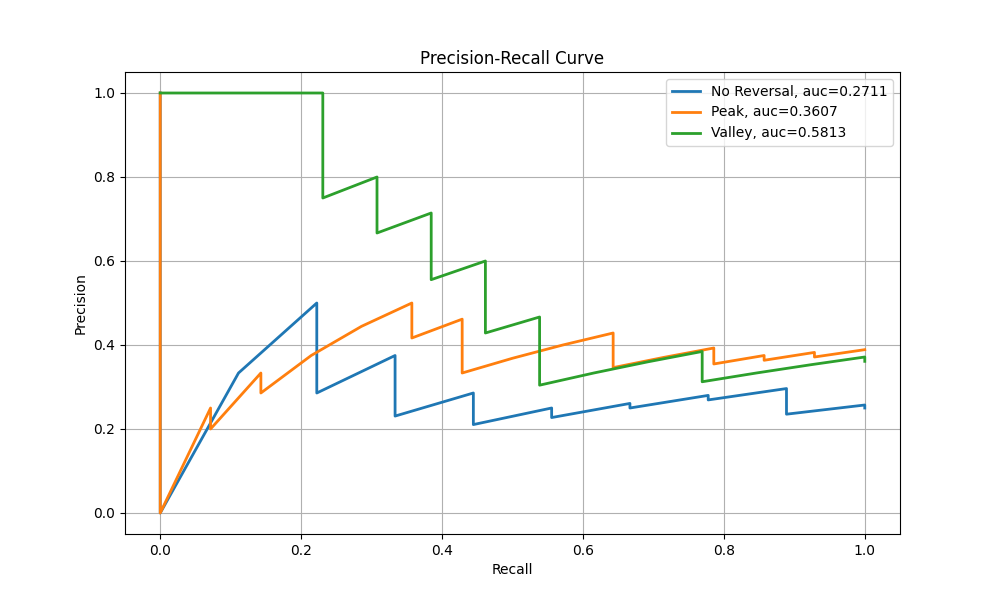 Precision-Recall Curve
No Reversal, auc=0.2711
Peak, auc=0.3607
Valley, auc=0.5813
Precision
1.0
0.8
0.6
0.4
0.2
0.0
0.0 0.2 0.4 0.6 0.8 1.0
Recall